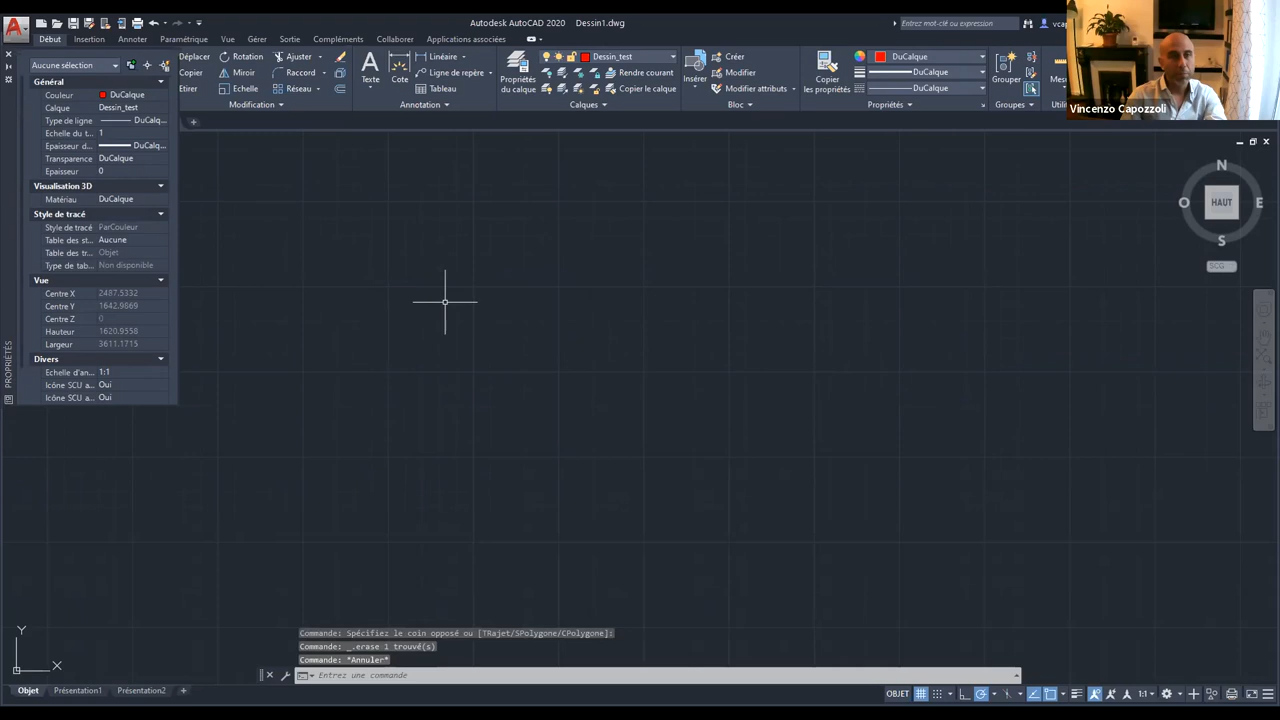 Autodesk AutoCAD 2020 Dessin1.dwg
Entrez mot-clé ou expression
vcap
Début Insertion Annoter Paramétrique Vue Gérer Sortie Compléments Collaborer Applications associées
Aucune sélection
Déplacer Rotation Ajuster
Copier Miroir Raccord
Etirer Echelle Réseau
Modification
Texte Cote
Linéaire
Ligne de repère
Tableau
Annotation
Propriétés du calque
Dessin_test
Rendre courant
Copier le calque
Calques
Insérer
Créer
Modifier
Modifier attributs
Bloc
Copier les propriétés
DuCalque
DuCalque
DuCalque
Propriétés
Grouper
Groupes
Mesu
Utilit
Vincenzo Capozzoli
Général
Couleur DuCalque
Calque Dessin_test
Type de ligne DuCalq...
Echelle du t... 1
Epaisseur d... DuCalq...
Transparence DuCalque
Epaisseur 0
Visualisation 3D
Matériau DuCalque
Style de tracé
Style de tracé ParCouleur
Table des st... Aucune
Table des tr... Objet
Type de tab... Non disponible
Vue
Centre X 2487.5332
Centre Y 1642.9869
Centre Z 0
Hauteur 1620.9558
Largeur 3611.1715
Divers
Echelle d'an... 1:1
Icône SCU a... Oui
Icône SCU a... Oui
PROPRIÉTÉS
N
O HAUT E
S
SCG
Y
X
Commande: Spécifiez le coin opposé ou [TRajet/SPolygone/CPolygone]:
Commande: _.erase 1 trouvé(s)
Commande: *Annuler*
Entrez une commande
Objet Présentation1 Présentation2 +
OBJET 1:1